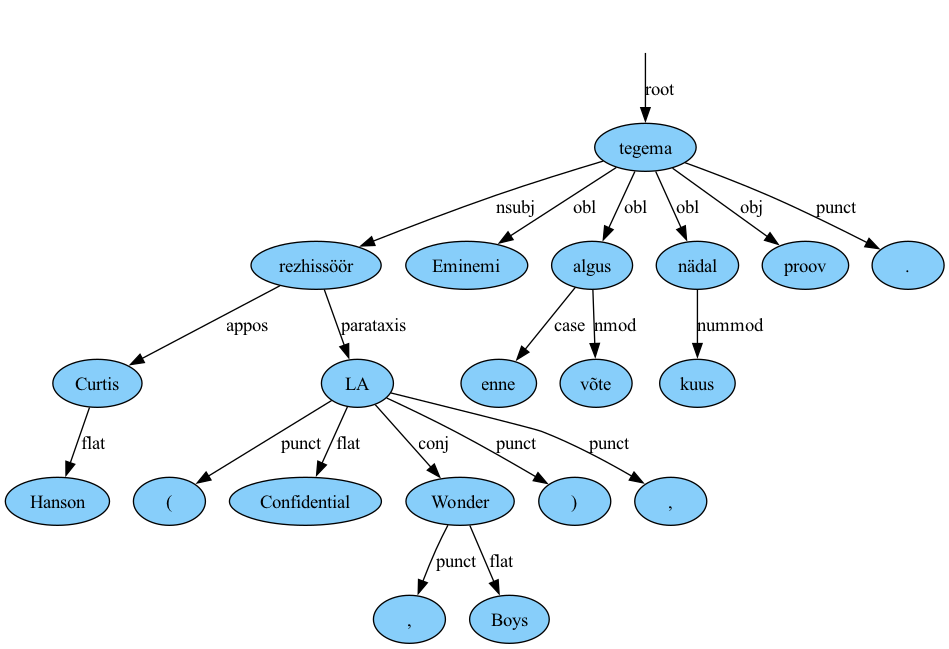 root
tegema
nsubj obl obl obl obj punct
rezhissöör Eminemi algus nädal proov .
appos parataxis case nmod nummod
Curtis LA enne võte kuus
flat punct flat conj punct punct
Hanson ( Confidential Wonder ) ,
punct flat
, Boys